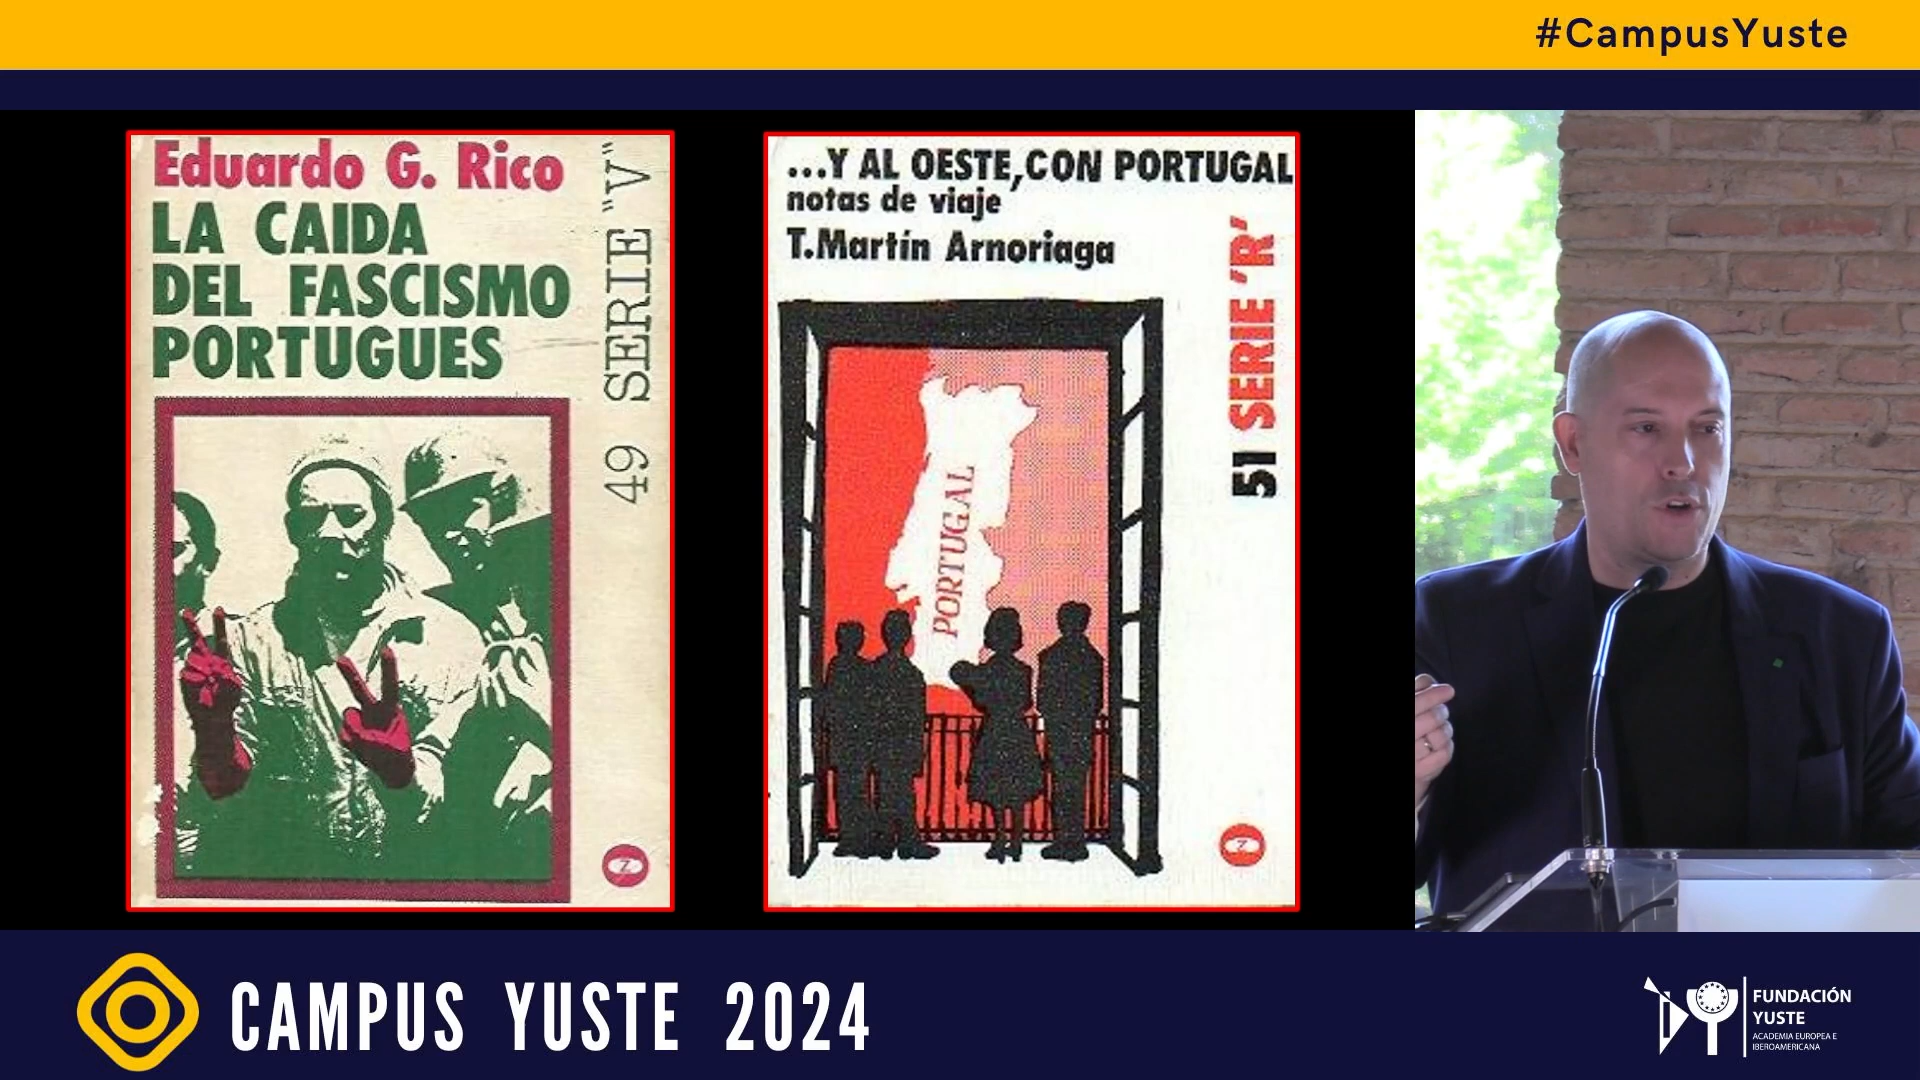 #CampusYuste
Eduardo G. Rico
LA CAIDA
DEL FASCISMO
PORTUGUES
49 SERIE "V"
Z
...Y AL OESTE,CON PORTUGAL
notas de viaje
T.Martín Arnoriaga
51 SERIE 'R'
PORTUGAL
Z
CAMPUS YUSTE 2024
FUNDACIÓN
YUSTE
ACADEMIA EUROPEA E
IBEROAMERICANA